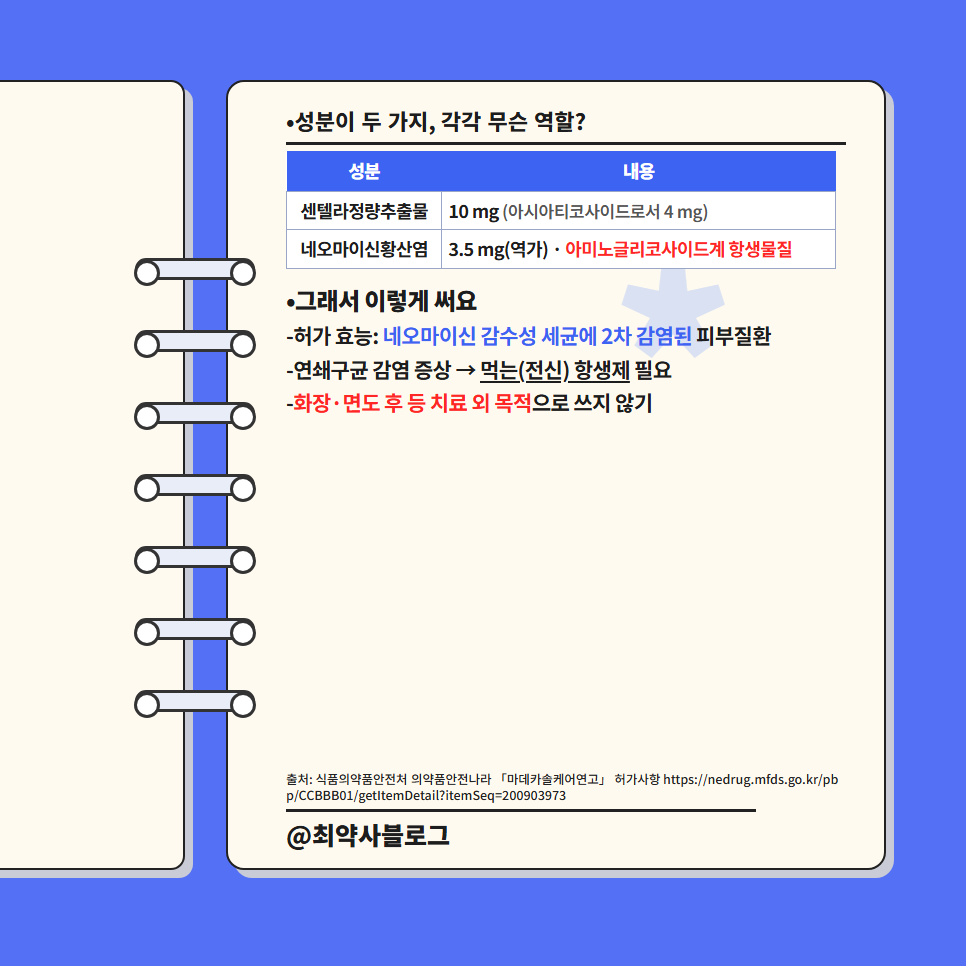 •성분이 두 가지, 각각 무슨 역할?
성분 내용
센텔라정량추출물 10 mg (아시아티코사이드로서 4 mg)
네오마이신황산염 3.5 mg(역가) · 아미노글리코사이드계 항생물질
•그래서 이렇게 써요
-허가 효능: 네오마이신 감수성 세균에 2차 감염된 피부질환
-연쇄구균 감염 증상 → 먹는(전신) 항생제 필요
-화장·면도 후 등 치료 외 목적으로 쓰지 않기
출처: 식품의약품안전처 의약품안전나라 「마데카솔케어연고」 허가사항 https://nedrug.mfds.go.kr/pb
p/CCBBB01/getItemDetail?itemSeq=200903973
@최약사블로그